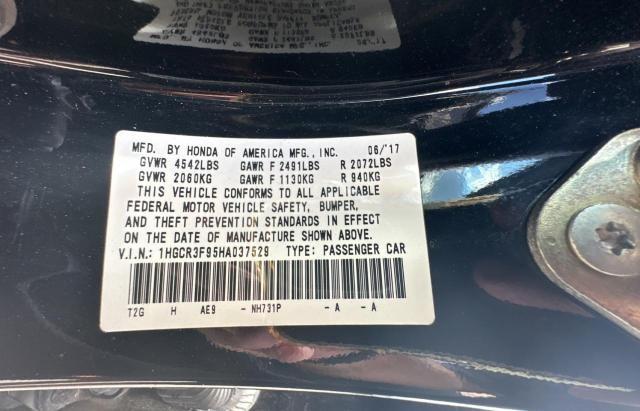 MFD. BY HONDA OF AMERICA MFG., INC. 06/'17
GVWR 4542LBS GAWR F 2491LBS R 2072LBS
GVWR 2060KG GAWR F 1130KG R 940KG
THIS VEHICLE CONFORMS TO ALL APPLICABLE
FEDERAL MOTOR VEHICLE SAFETY, BUMPER,
AND THEFT PREVENTION STANDARDS IN EFFECT
ON THE DATE OF MANUFACTURE SHOWN ABOVE.
V.I.N.: 1HGCR3F95HA037529 TYPE: PASSENGER CAR
T2G H AE9 - NH731P - A - A